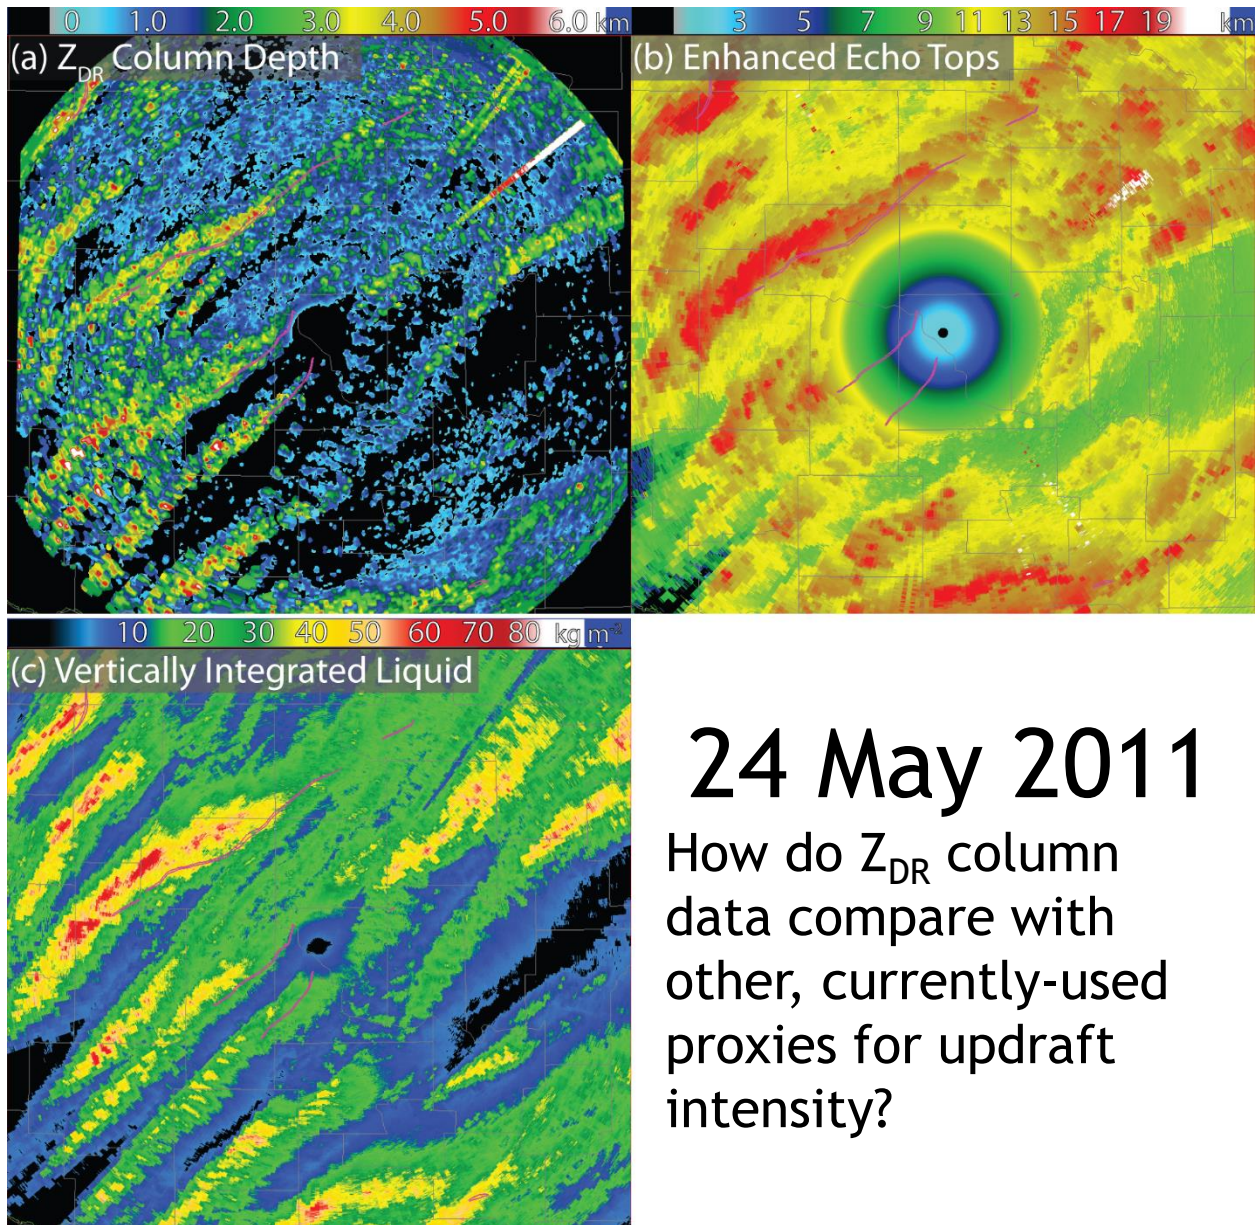 0 1.0 2.0 3.0 4.0 5.0 6.0 km
(a) Z_DR Column Depth
3 5 7 9 11 13 15 17 19 km
(b) Enhanced Echo Tops
10 20 30 40 50 60 70 80 kg m⁻²
(c) Vertically Integrated Liquid
24 May 2011
How do Z_DR column
data compare with
other, currently-used
proxies for updraft
intensity?